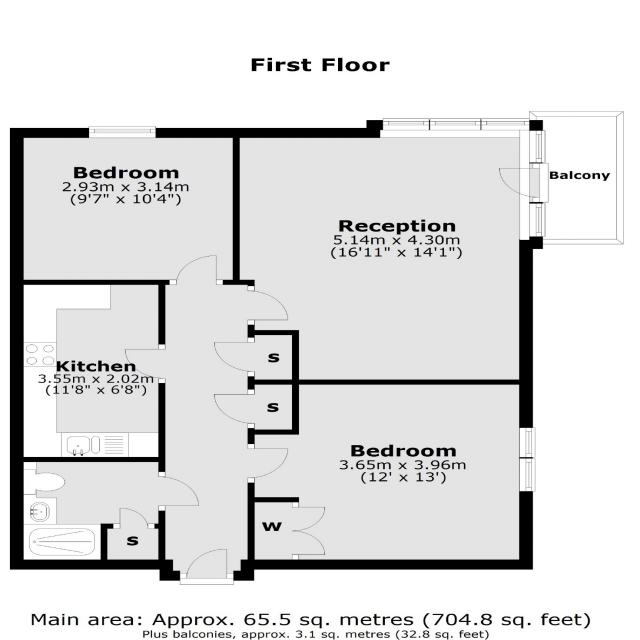 First Floor
Bedroom
2.93m x 3.14m
(9'7" x 10'4")
Balcony
Reception
5.14m x 4.30m
(16'11" x 14'1")
S
Kitchen
3.55m x 2.02m
(11'8" x 6'8")
S
Bedroom
3.65m x 3.96m
(12' x 13')
W
S
Main area: Approx. 65.5 sq. metres (704.8 sq. feet)
Plus balconies, approx. 3.1 sq. metres (32.8 sq. feet)